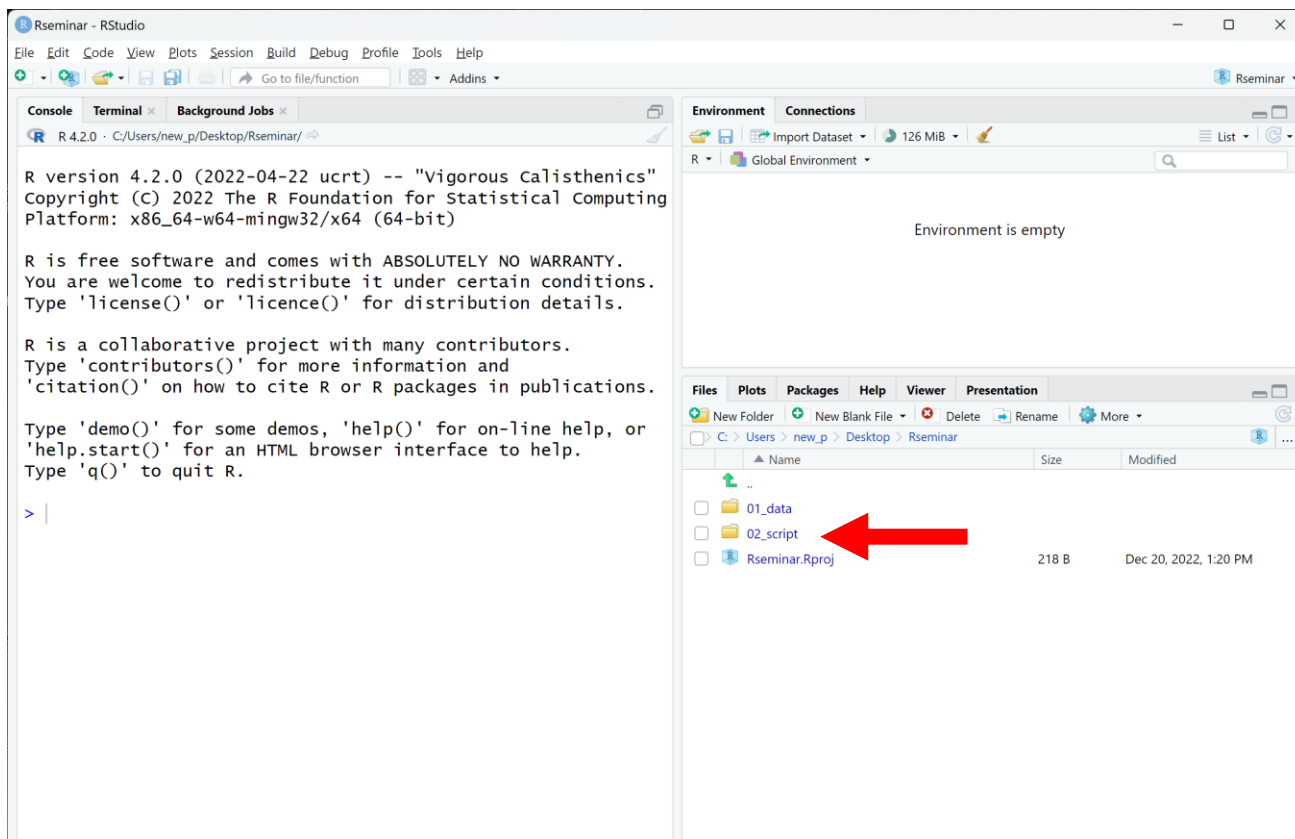 Rseminar - RStudio
File Edit Code View Plots Session Build Debug Profile Tools Help
Go to file/function Addins Rseminar
Console Terminal Background Jobs
R 4.2.0 · C:/Users/new_p/Desktop/Rseminar/
R version 4.2.0 (2022-04-22 ucrt) -- "Vigorous Calisthenics"
Copyright (C) 2022 The R Foundation for Statistical Computing
Platform: x86_64-w64-mingw32/x64 (64-bit)
R is free software and comes with ABSOLUTELY NO WARRANTY.
You are welcome to redistribute it under certain conditions.
Type 'license()' or 'licence()' for distribution details.
R is a collaborative project with many contributors.
Type 'contributors()' for more information and
'citation()' on how to cite R or R packages in publications.
Type 'demo()' for some demos, 'help()' for on-line help, or
'help.start()' for an HTML browser interface to help.
Type 'q()' to quit R.
>
Environment Connections
Import Dataset 126 MiB List
R Global Environment
Environment is empty
Files Plots Packages Help Viewer Presentation
New Folder New Blank File Delete Rename More
C: > Users > new_p > Desktop > Rseminar ...
Name Size Modified
..
01_data
02_script
Rseminar.Rproj 218 B Dec 20, 2022, 1:20 PM